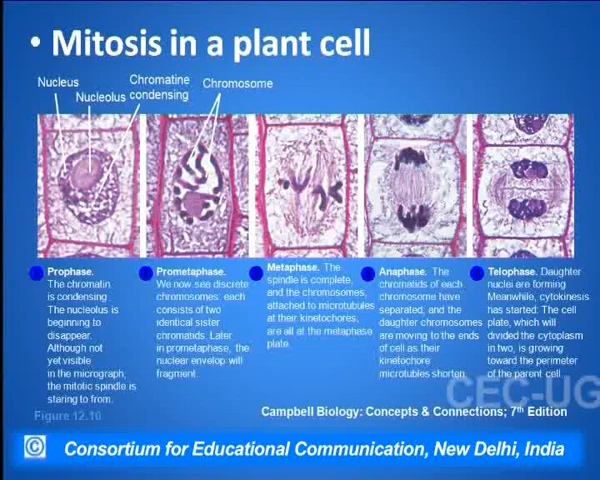 • Mitosis in a plant cell
Nucleus
Nucleolus
Chromatine
condensing
Chromosome
Prophase.
The chromatin
is condensing
The nucleolus is
beginning to
disappear.
Although not
yet visible
in the micrograph,
the mitotic spindle is
staring to from.
Prometaphase.
We now see discrete
chromosomes; each
consists of two
identical sister
chromatids. Later
in prometaphase, the
nuclear envelop will
fragment.
Metaphase. The
spindle is complete,
and the chromosomes,
attached to microtubules
at their kinetochores,
are all at the metaphase
plate.
Anaphase. The
chromatids of each
chromosome have
separated, and the
daughter chromosomes
are moving to the ends
of cell as their
kinetochore
microtubles shorten.
Telophase. Daughter
nuclei are forming
Meanwhile, cytokinesis
has started: The cell
plate, which will
divided the cytoplasm
in two, is growing
toward the perimeter
of the parent cell
CEC-UG
Figure 12.10
Campbell Biology: Concepts & Connections; 7th Edition
© Consortium for Educational Communication, New Delhi, India